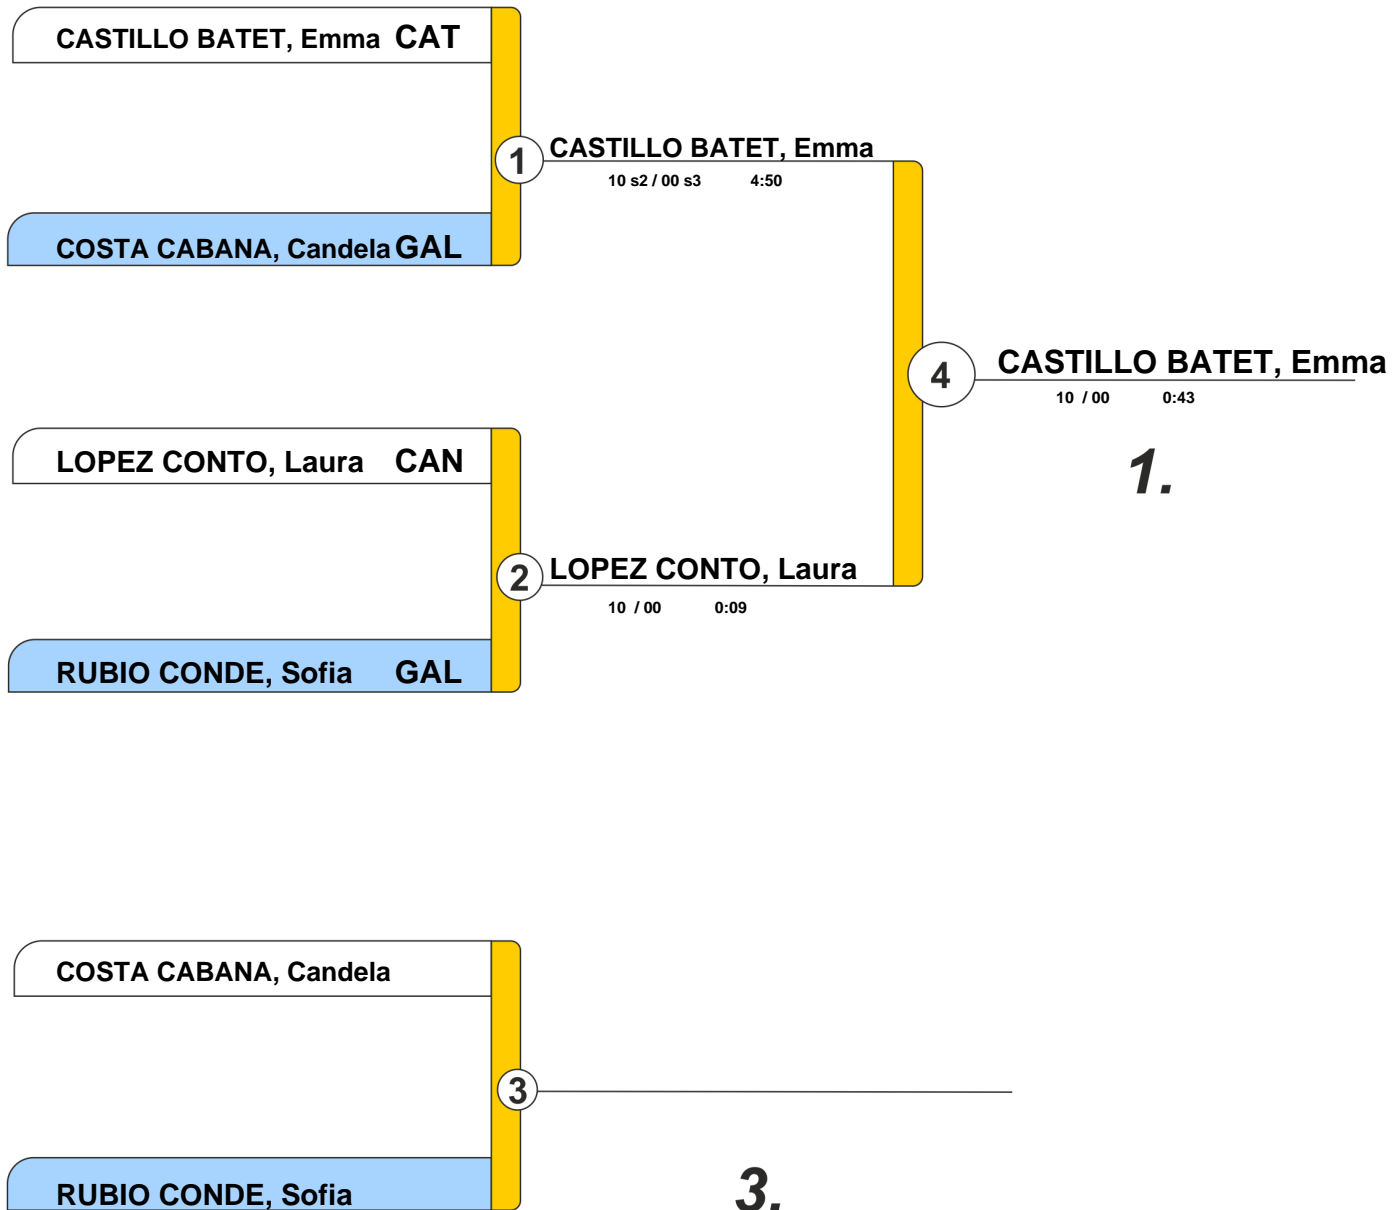 CASTILLO BATET, Emma CAT
1 CASTILLO BATET, Emma
10 s2 / 00 s3 4:50
COSTA CABANA, Candela GAL
4 CASTILLO BATET, Emma
10 / 00 0:43
1.
LOPEZ CONTO, Laura CAN
2 LOPEZ CONTO, Laura
10 / 00 0:09
RUBIO CONDE, Sofia GAL
COSTA CABANA, Candela
3
3.
RUBIO CONDE, Sofia